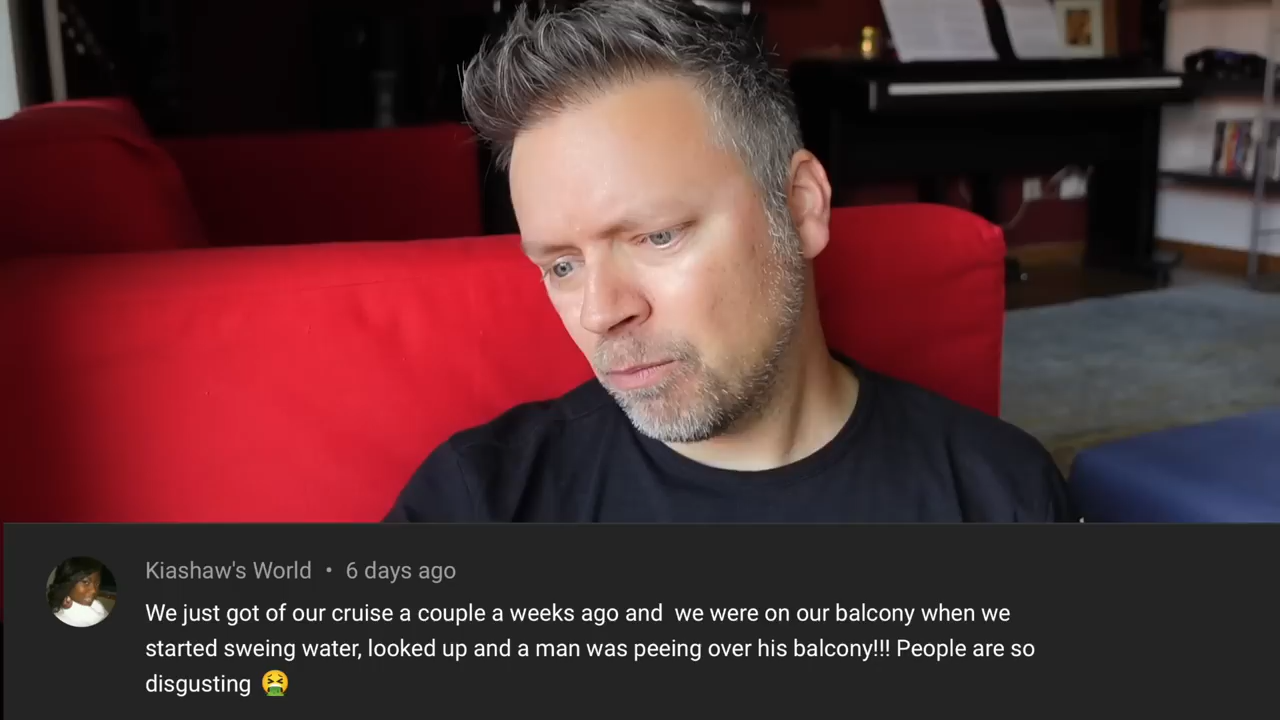 Kiashaw's World • 6 days ago
We just got of our cruise a couple a weeks ago and  we were on our balcony when we
started sweing water, looked up and a man was peeing over his balcony!!! People are so
disgusting 🤮